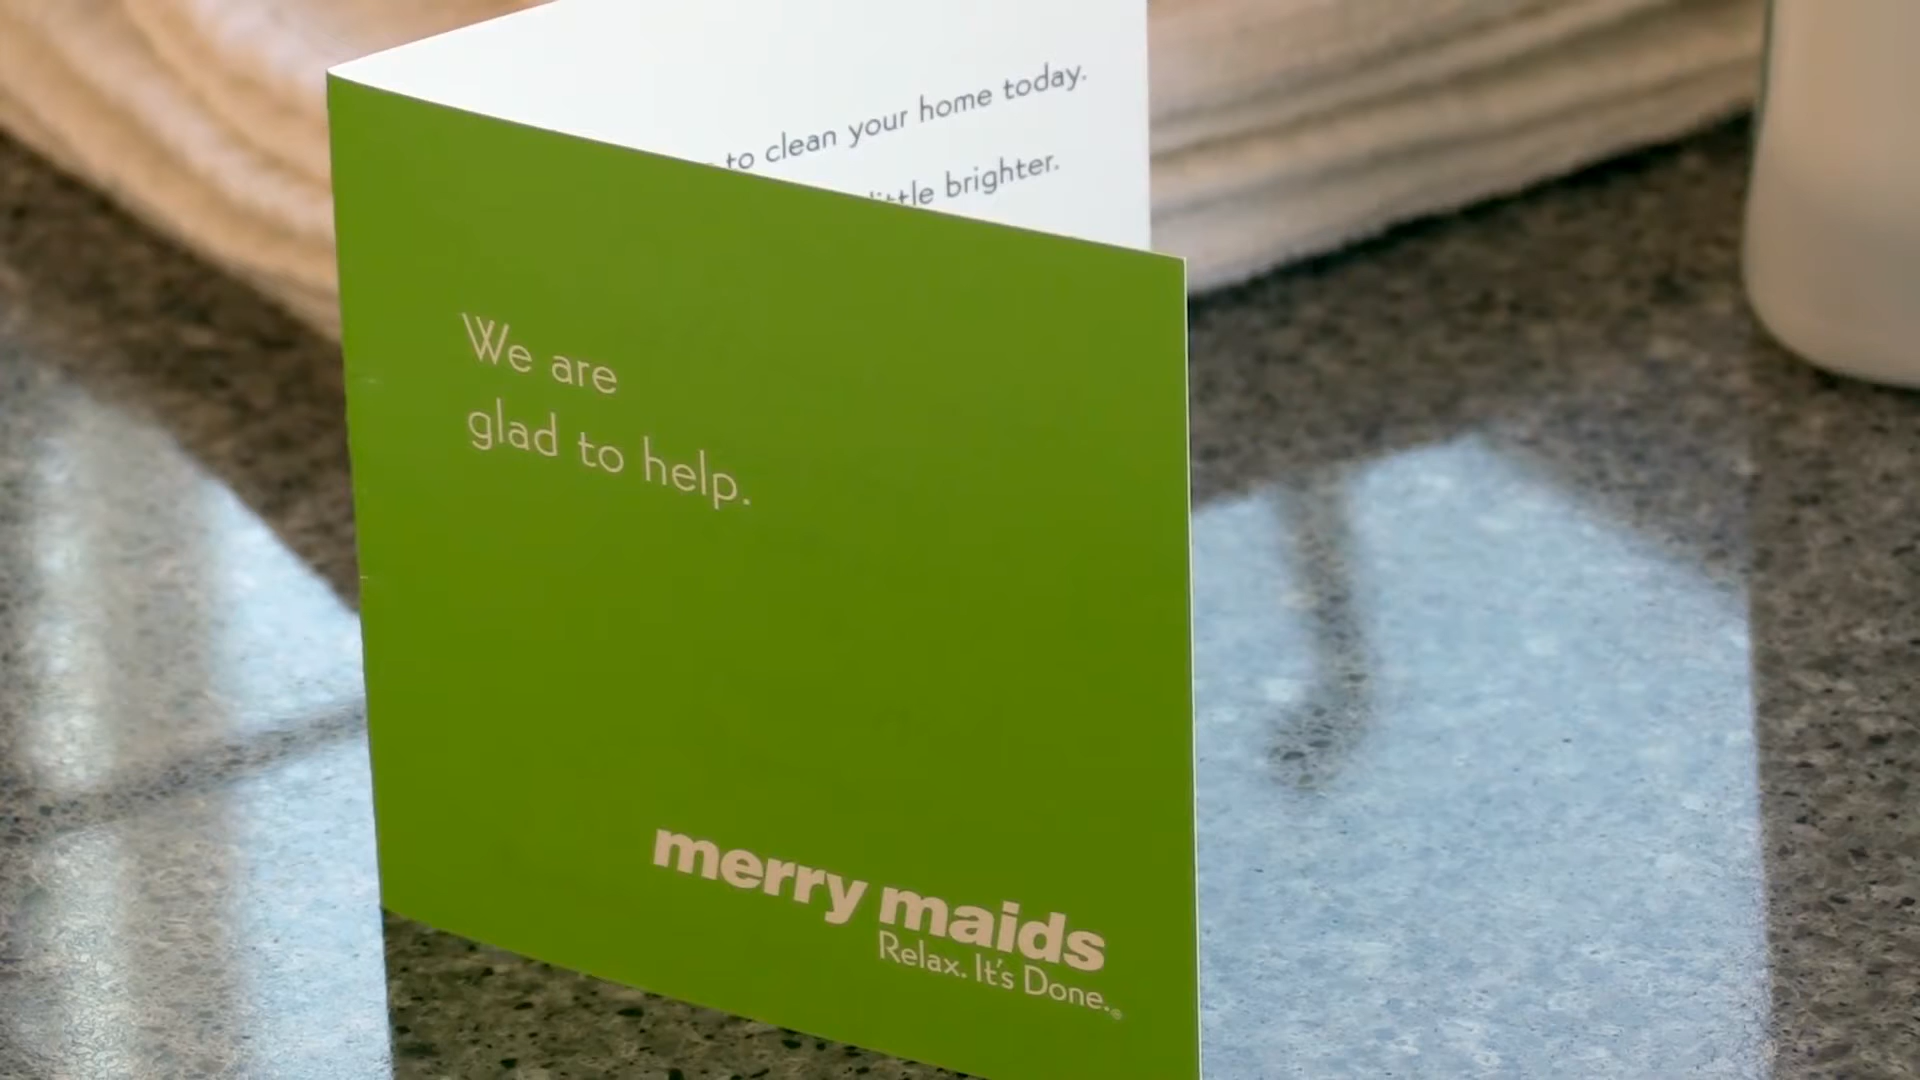 to clean your home today.
little brighter.
We are
glad to help.
merry maids
Relax. It's Done.®